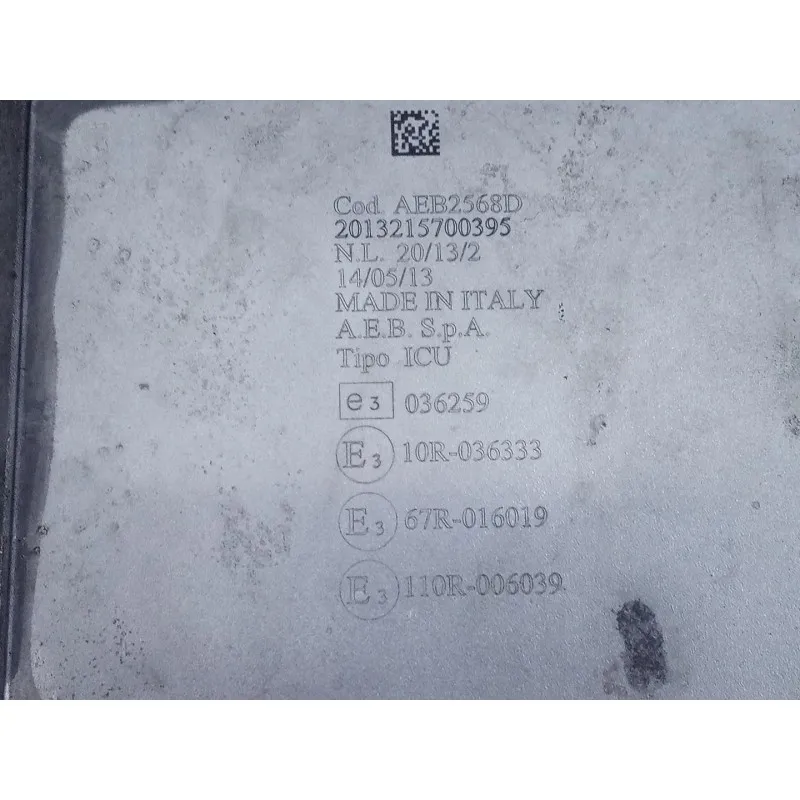 Cod AEB2568D
2013215700395
N.L. 20/13/2
14/05/13
MADE IN ITALY
A.E.B. S.p.A.
Tipo ICU
e3 036259
E3 10R-036333
E3 67R-016019
E3 110R-006039